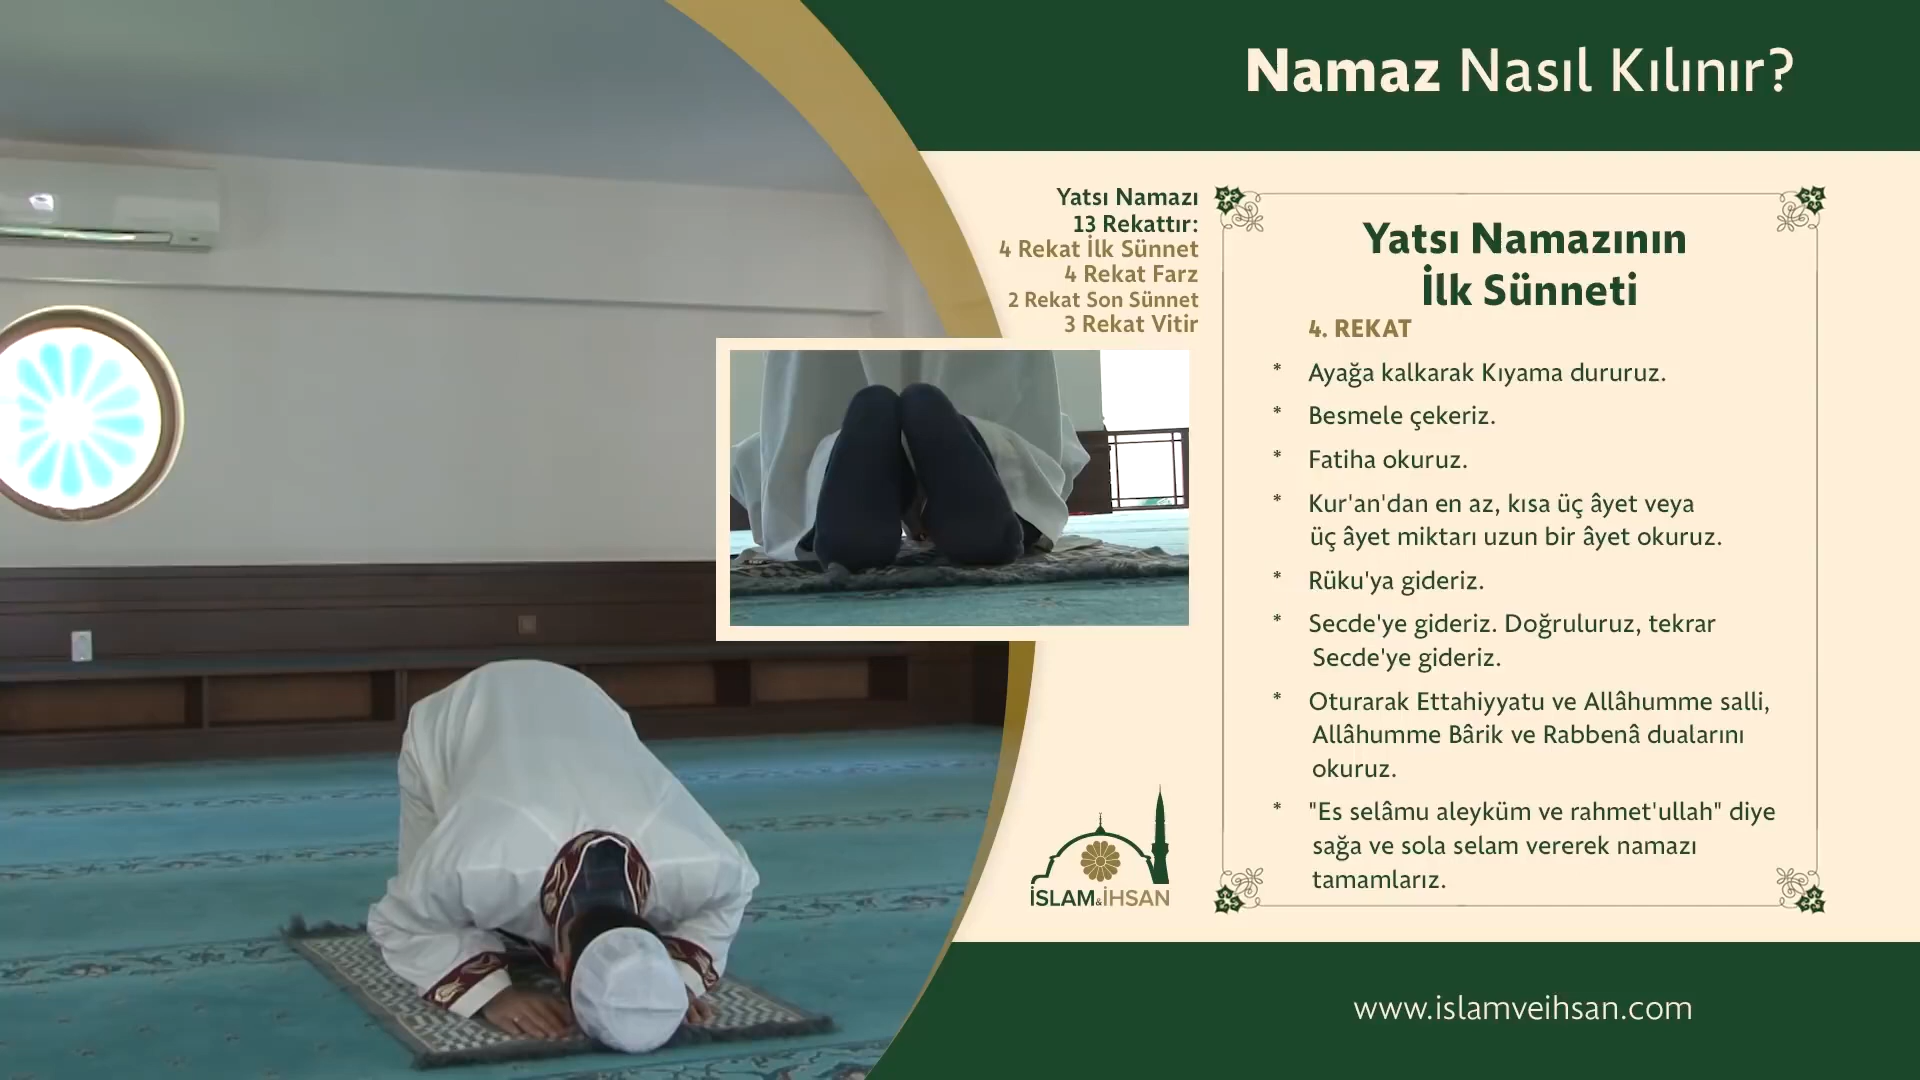 Namaz Nasıl Kılınır?
Yatsı Namazı
13 Rekattır:
4 Rekat İlk Sünnet
4 Rekat Farz
2 Rekat Son Sünnet
3 Rekat Vitir
Yatsı Namazının
İlk Sünneti
4. REKAT
* Ayağa kalkarak Kıyama dururuz.
* Besmele çekeriz.
* Fatiha okuruz.
* Kur'an'dan en az, kısa üç âyet veya
üç âyet miktarı uzun bir âyet okuruz.
* Rüku'ya gideriz.
* Secde'ye gideriz. Doğruluruz, tekrar
Secde'ye gideriz.
* Oturarak Ettahiyyatu ve Allâhumme salli,
Allâhumme Bârik ve Rabbenâ dualarını
okuruz.
* "Es selâmu aleyküm ve rahmet'ullah" diye
sağa ve sola selam vererek namazı
tamamlarız.
İSLAM&İHSAN
www.islamveihsan.com